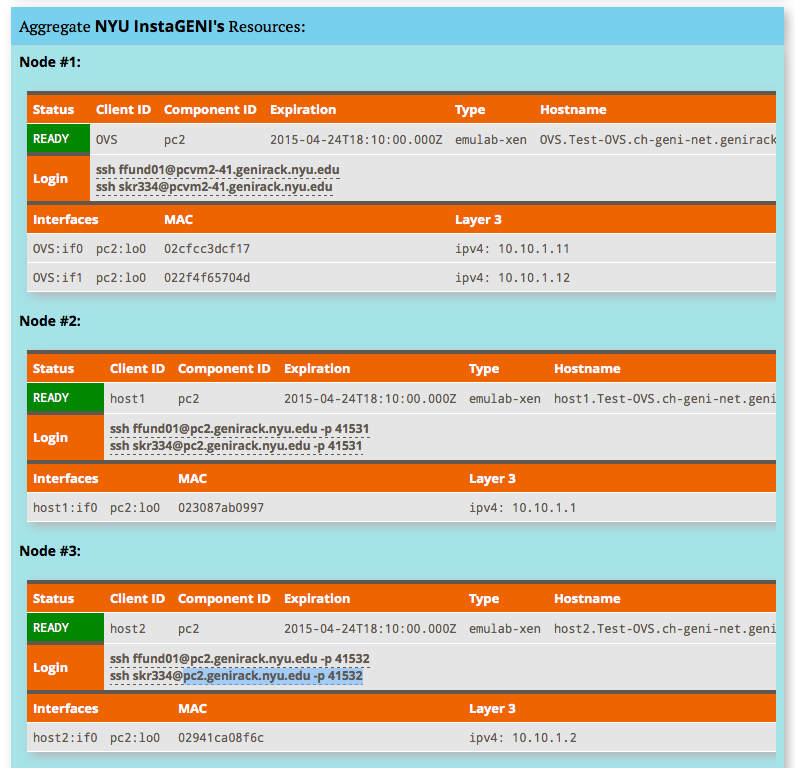 Aggregate NYU InstaGENI's Resources:
Node #1:
Status Client ID Component ID Expiration Type Hostname
READY OVS pc2 2015-04-24T18:10:00.000Z emulab-xen OVS.Test-OVS.ch-geni-net.genirack
Login ssh ffund01@pcvm2-41.genirack.nyu.edu
ssh skr334@pcvm2-41.genirack.nyu.edu
Interfaces MAC Layer 3
OVS:if0 pc2:lo0 02cfcc3dcf17 ipv4: 10.10.1.11
OVS:if1 pc2:lo0 022f4f65704d ipv4: 10.10.1.12
Node #2:
Status Client ID Component ID Expiration Type Hostname
READY host1 pc2 2015-04-24T18:10:00.000Z emulab-xen host1.Test-OVS.ch-geni-net.geni
Login ssh ffund01@pc2.genirack.nyu.edu -p 41531
ssh skr334@pc2.genirack.nyu.edu -p 41531
Interfaces MAC Layer 3
host1:if0 pc2:lo0 023087ab0997 ipv4: 10.10.1.1
Node #3:
Status Client ID Component ID Expiration Type Hostname
READY host2 pc2 2015-04-24T18:10:00.000Z emulab-xen host2.Test-OVS.ch-geni-net.geni
Login ssh ffund01@pc2.genirack.nyu.edu -p 41532
ssh skr334@pc2.genirack.nyu.edu -p 41532
Interfaces MAC Layer 3
host2:if0 pc2:lo0 02941ca08f6c ipv4: 10.10.1.2